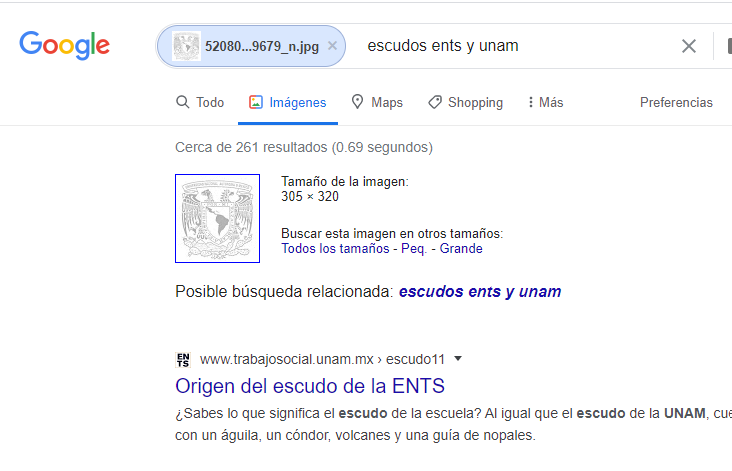 Google
52080...9679_n.jpg × escudos ents y unam
Todo Imágenes Maps Shopping Más Preferencias
Cerca de 261 resultados (0.69 segundos)
Tamaño de la imagen:
305 × 320
Buscar esta imagen en otros tamaños:
Todos los tamaños - Peq. - Grande
Posible búsqueda relacionada: escudos ents y unam
EN
TS
www.trabajosocial.unam.mx › escudo11
Origen del escudo de la ENTS
¿Sabes lo que significa el escudo de la escuela? Al igual que el escudo de la UNAM, cue
con un águila, un cóndor, volcanes y una guía de nopales.